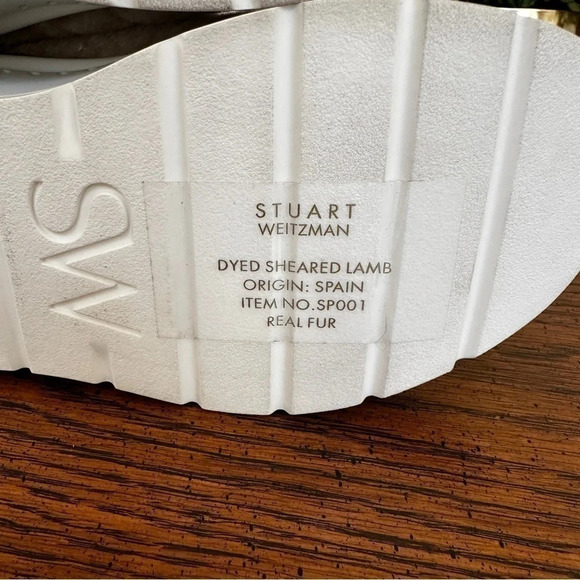 SW
STUART
WEITZMAN
DYED SHEARED LAMB
ORIGIN: SPAIN
ITEM NO.SP001
REAL FUR